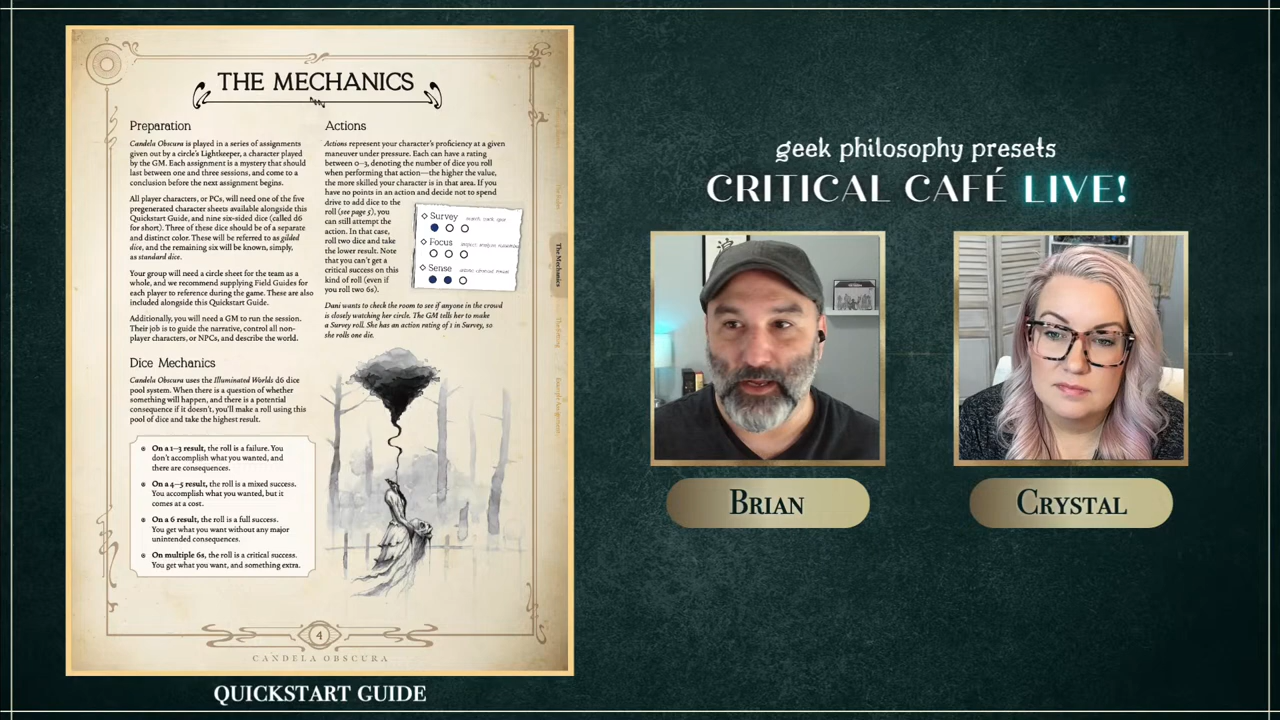 THE MECHANICS
Preparation
Candela Obscura is played in a series of assignments
given out by a circle's Lightkeeper, a character played
by the GM. Each assignment is a mystery that should
last between one and three sessions, and come to a
conclusion before the next assignment begins.
All player characters, or PCs, will need one of the five
pregenerated character sheets available alongside this
Quickstart Guide, and nine six-sided dice (called d6
for short). Three of these dice should be of a separate
and distinct color. These will be referred to as gilded
dice, and the remaining six will be known, simply,
as standard dice.
Your group will need a circle sheet for the team as a
whole, and we recommend supplying Field Guides for
each player to reference during the game. These are also
included alongside this Quickstart Guide.
Additionally, you will need a GM to run the session.
Their job is to guide the narrative, control all non-
player characters, or NPCs, and describe the world.
Dice Mechanics
Candela Obscura uses the Illuminated Worlds d6 dice
pool system. When there is a question of whether
something will happen, and there is a potential
consequence if it doesn't, you'll make a roll using this
pool of dice and take the highest result.
On a 1–3 result, the roll is a failure. You
don't accomplish what you wanted, and
there are consequences.
On a 4–5 result, the roll is a mixed success.
You accomplish what you wanted, but it
comes at a cost.
On a 6 result, the roll is a full success.
You get what you want without any major
unintended consequences.
On multiple 6s, the roll is a critical success.
You get what you want, and something extra.
Actions
Actions represent your character's proficiency at a given
maneuver under pressure. Each can have a rating
between 0–3, denoting the number of dice you roll
when performing that action—the higher the value,
the more skilled your character is in that area. If you
have no points in an action and decide not to spend
drive to add dice to the
roll (see page 5), you
can still attempt the
action. In that case,
roll two dice and take
the lower result. Note
that you can't get a
critical success on this
kind of roll (even if
you roll two 6s).
Survey
Focus
Sense
Dani wants to check the room to see if anyone in the crowd
is closely watching her circle. The GM tells her to make
a Survey roll. She has an action rating of 1 in Survey, so
she rolls one die.
The Mechanics
4
CANDELA OBSCURA
QUICKSTART GUIDE
geek philosophy presets
CRITICAL CAFÉ LIVE!
BRIAN
CRYSTAL